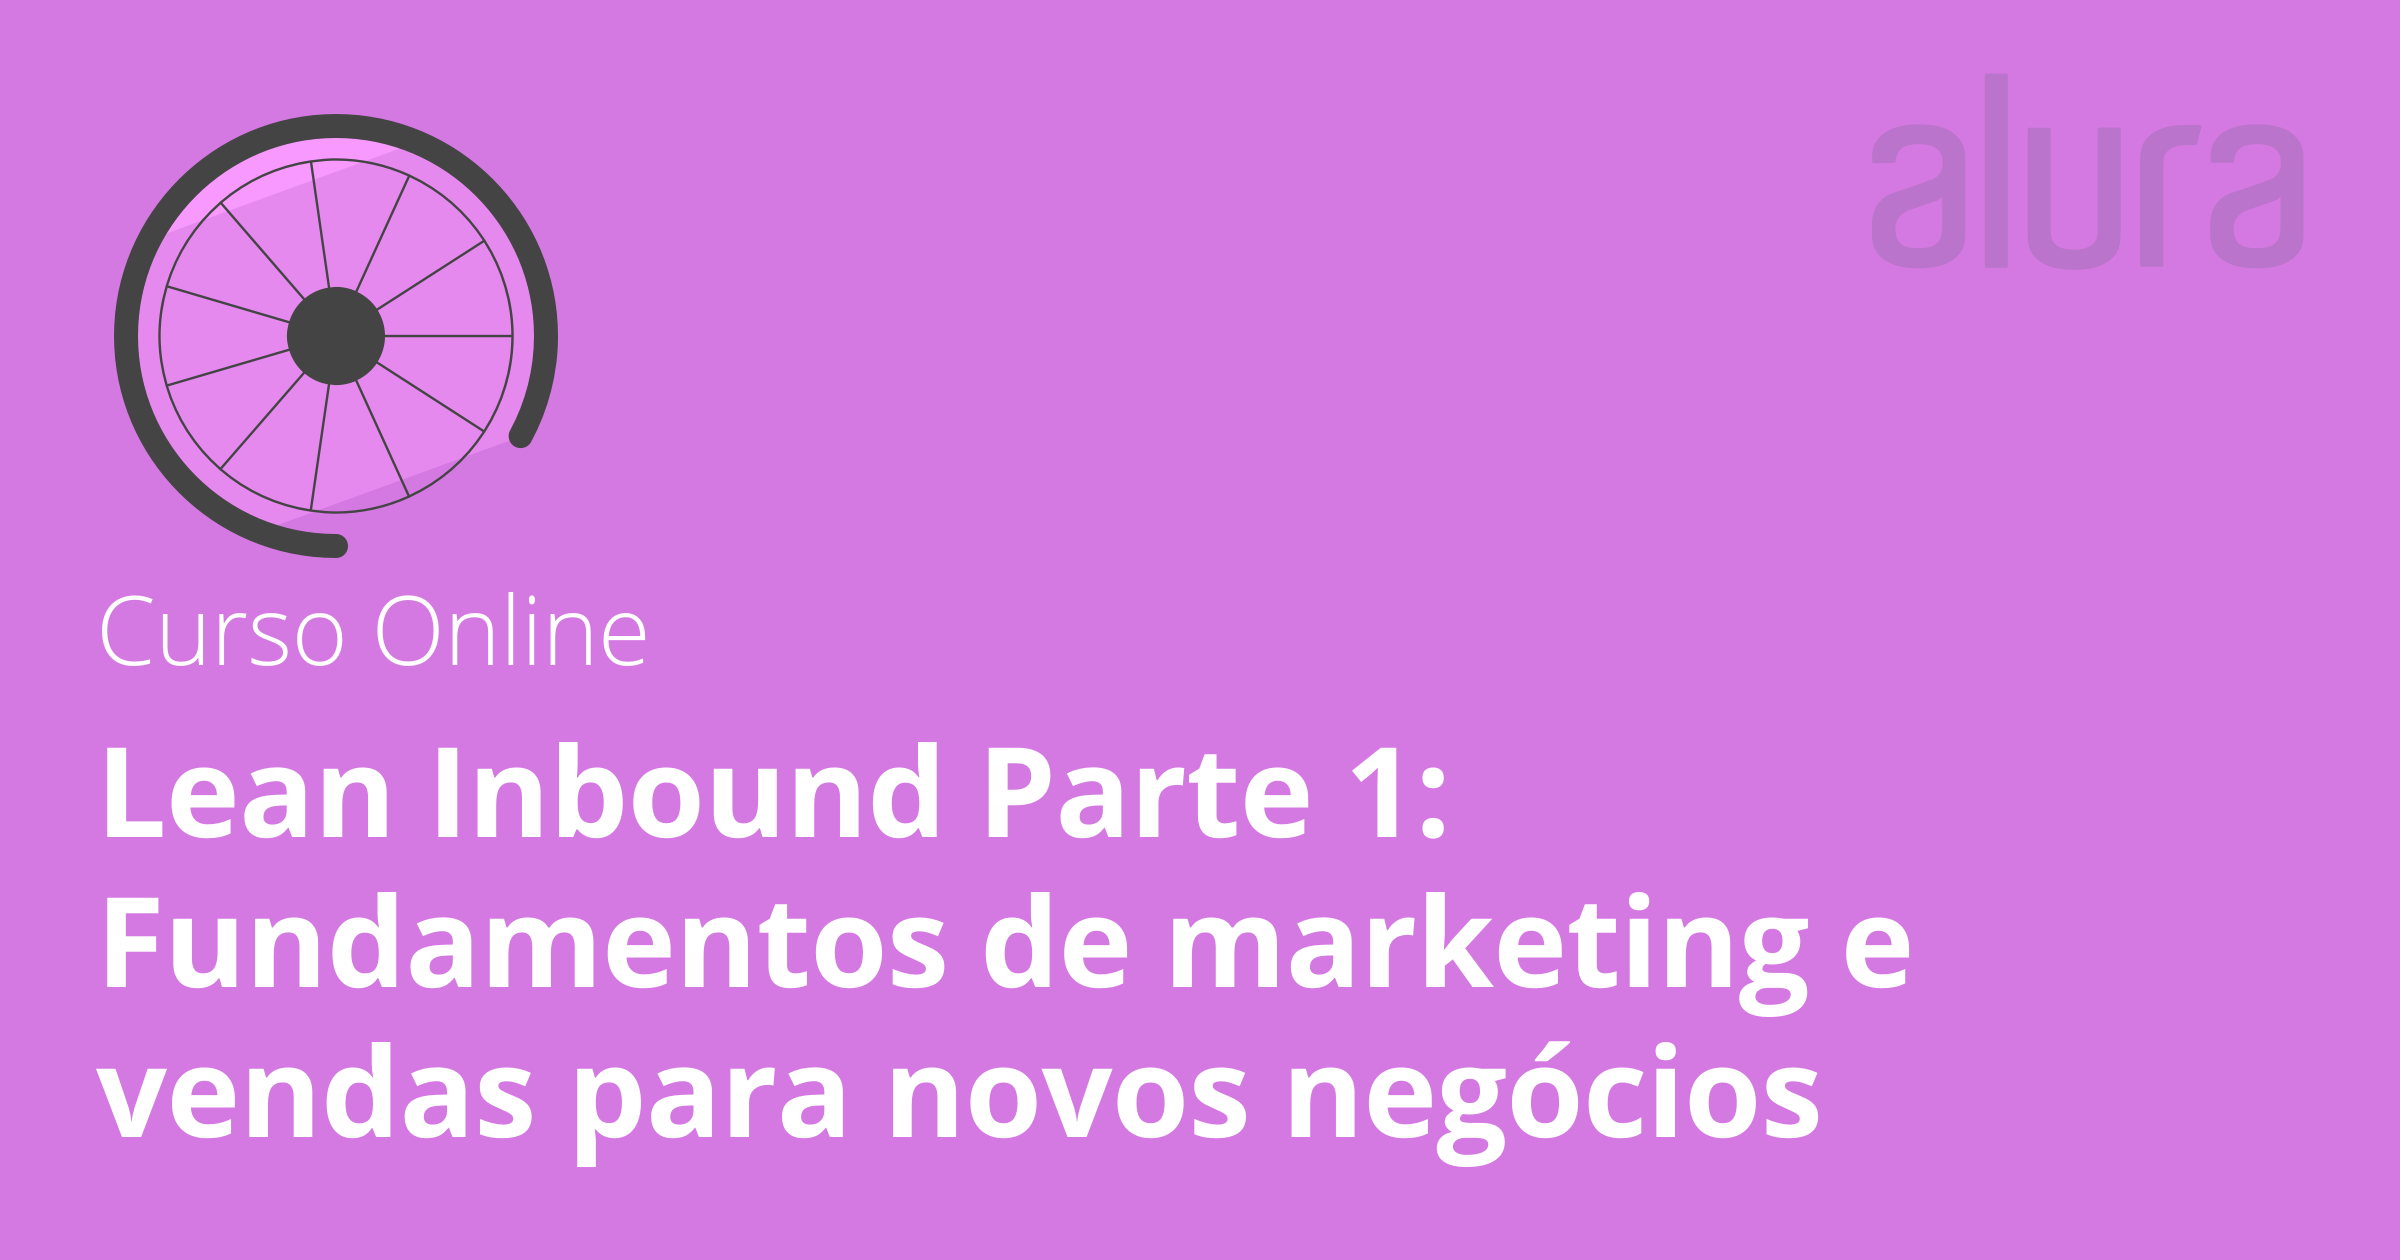 alura
Curso Online
Lean Inbound Parte 1:
Fundamentos de marketing e
vendas para novos negócios